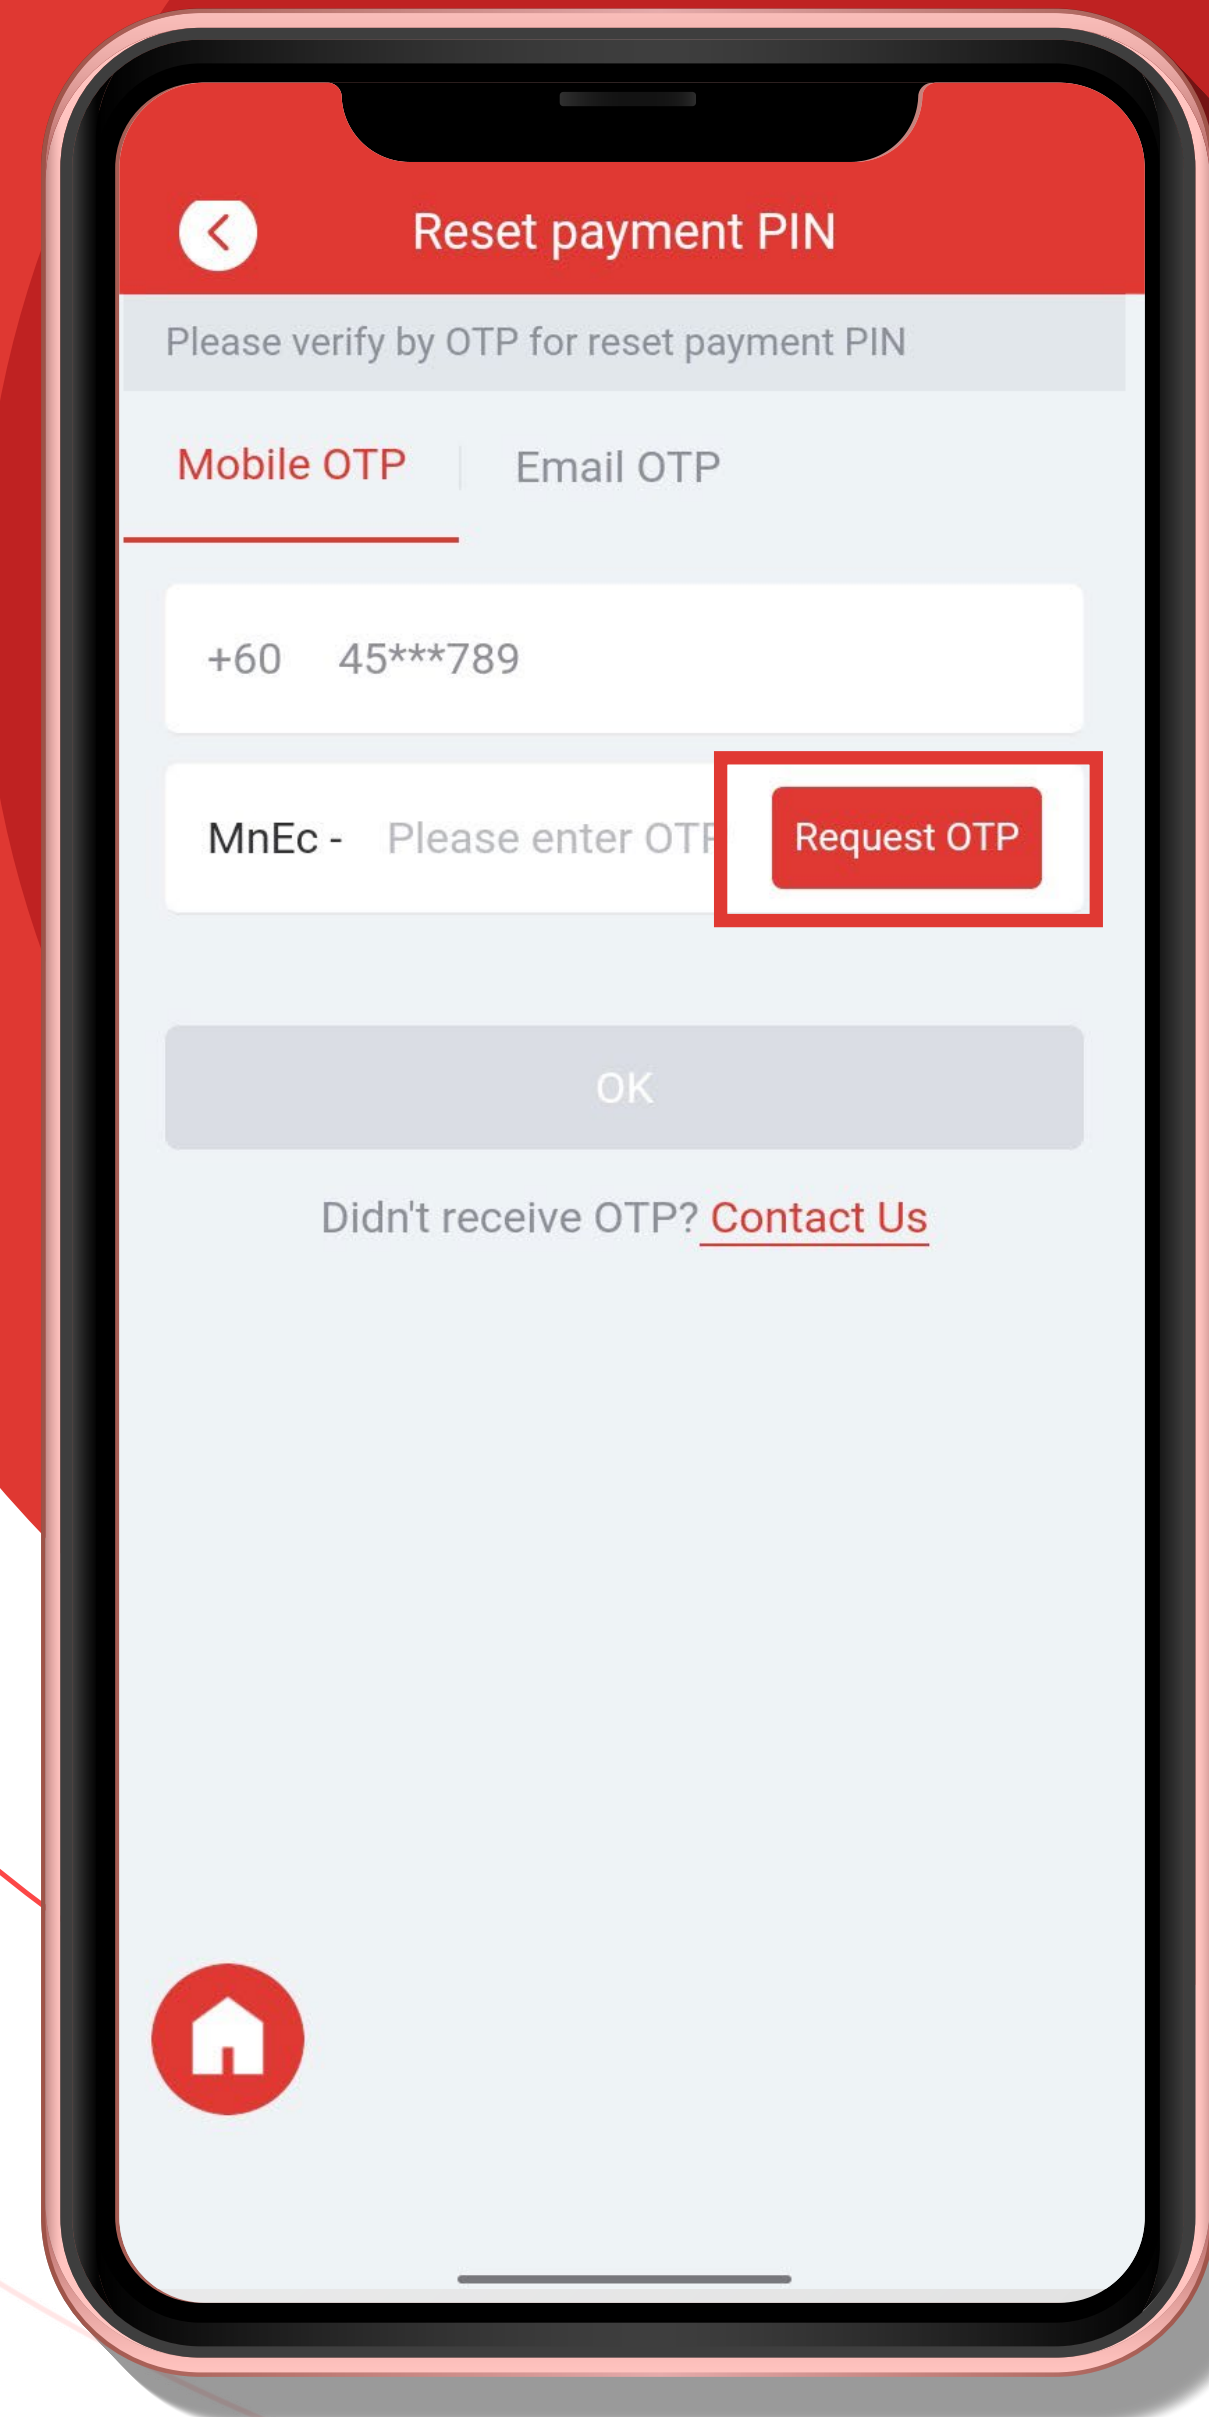 Reset payment PIN
Please verify by OTP for reset payment PIN
Mobile OTP Email OTP
+60 45***789
MnEc - Please enter OTP Request OTP
OK
Didn't receive OTP? Contact Us